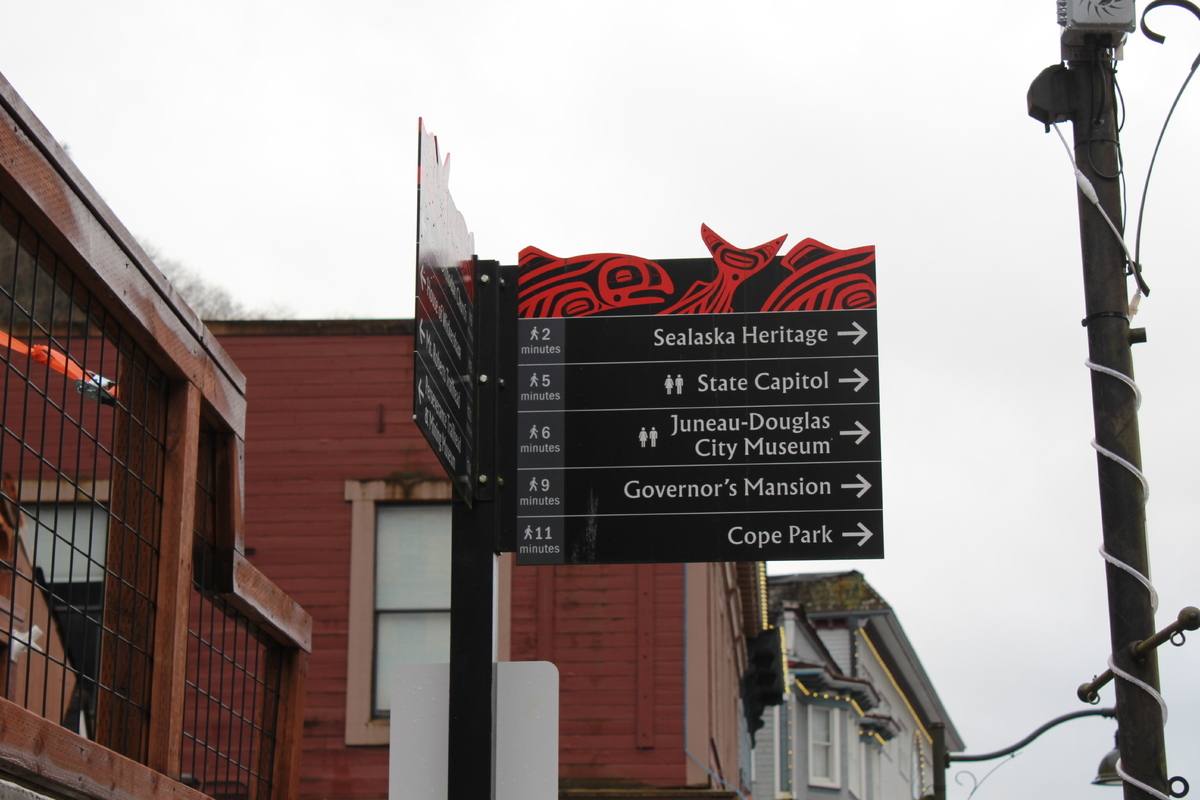 2
minutes
Sealaska Heritage
5
minutes
State Capitol
6
minutes
Juneau-Douglas
City Museum
9
minutes
Governor's Mansion
11
minutes
Cope Park